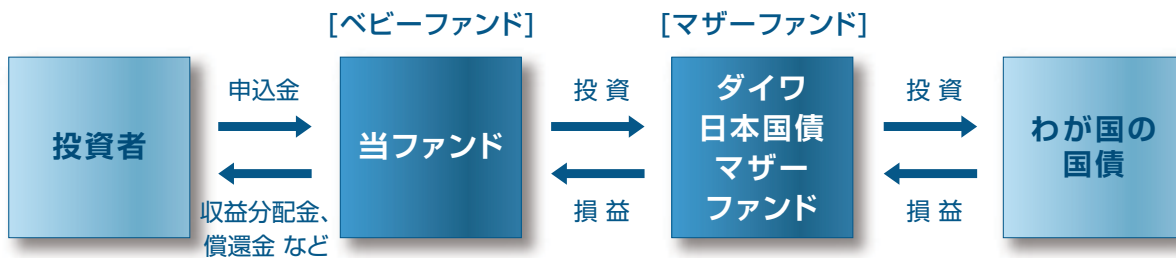 [ベビーファンド]
[マザーファンド]
投資者
申込金
収益分配金、
償還金 など
当ファンド
投 資
損 益
ダイワ
日本国債
マザー
ファンド
投 資
損 益
わが国の
国債